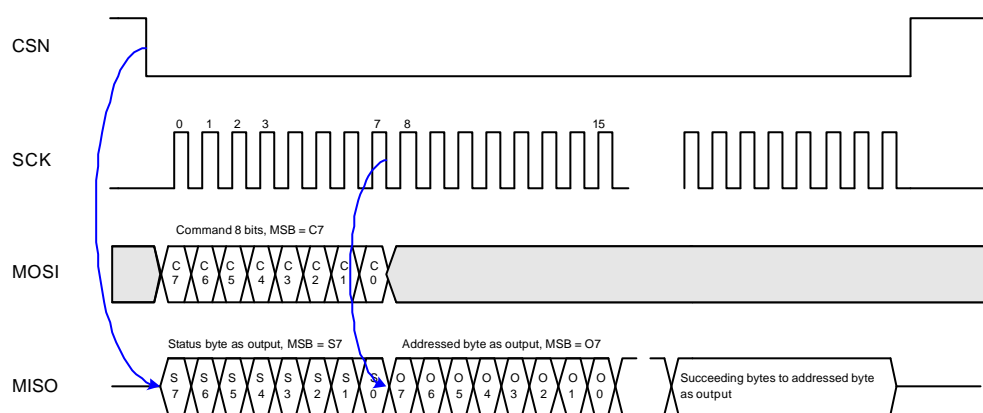 CSN
0 1 2 3 7 8 15
SCK
Command 8 bits, MSB = C7
MOSI
C C C C C C C C
7 6 5 4 3 2 1 0
Status byte as output, MSB = S7 Addressed byte as output, MSB = O7
MISO
S S S S S S S S O O O O O O O O
7 6 5 4 3 2 1 0 7 6 5 4 3 2 1 0
Succeeding bytes to addressed byte
as output